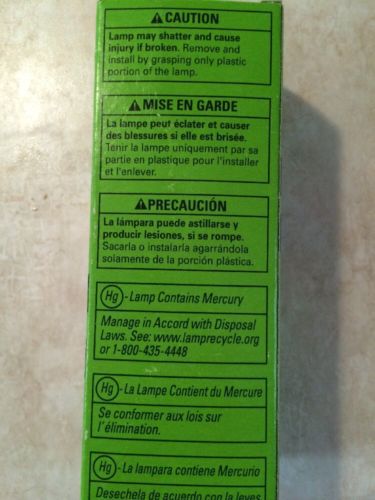 ⚠CAUTION
Lamp may shatter and cause
injury if broken. Remove and
install by grasping only plastic
portion of the lamp.
⚠MISE EN GARDE
La lampe peut éclater et causer
des blessures si elle est brisée.
Tenir la lampe uniquement par sa
partie en plastique pour l'installer
et l'enlever.
⚠PRECAUCIÓN
La lámpara puede astillarse y
producir lesiones, si se rompe.
Sacarla o instalarla agarrándola
solamente de la porción plástica.
Hg - Lamp Contains Mercury
Manage in Accord with Disposal
Laws. See: www.lamprecycle.org
or 1-800-435-4448
Hg - La Lampe Contient du Mercure
Se conformer aux lois sur
l'élimination.
Hg - La lampara contiene Mercurio
Desechela de acuerdo con la leyes